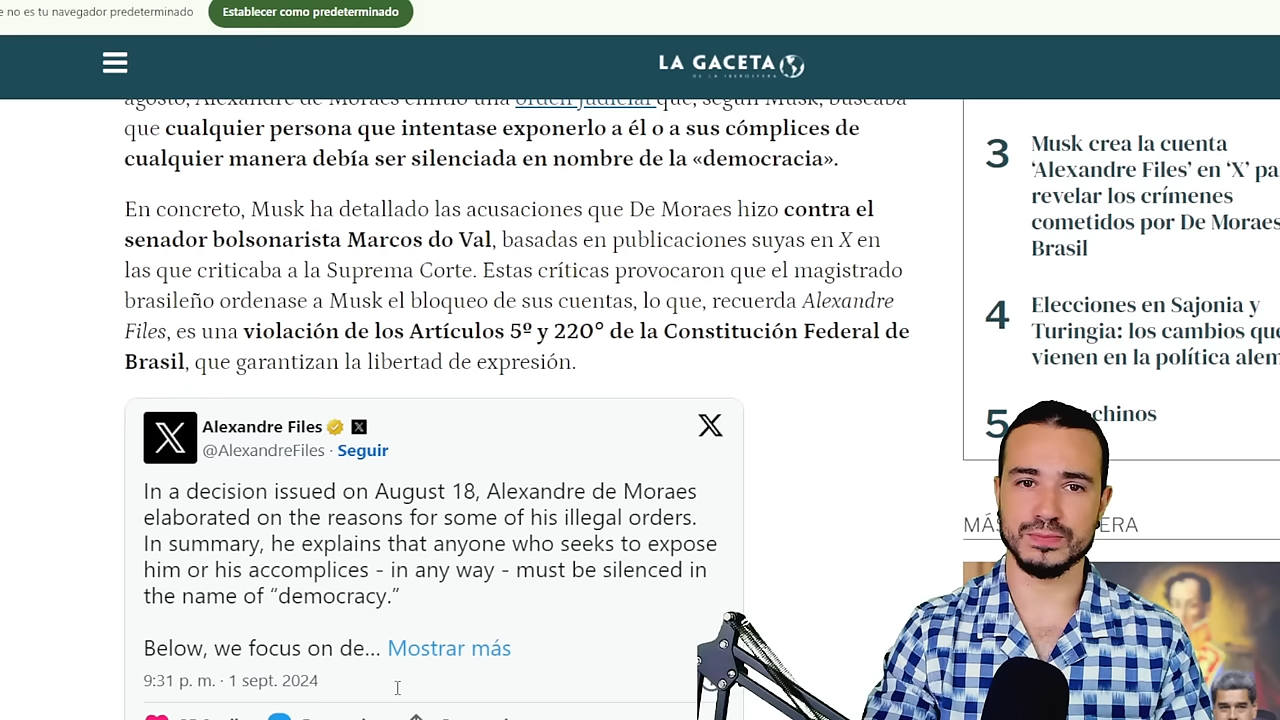 e no es tu navegador predeterminado
Establecer como predeterminado
LA GACETA
DE LA IBEROSFERA
agosto, Alexandre de Moraes emitió una orden judicial que, según Musk, buscaba
que cualquier persona que intentase exponerlo a él o a sus cómplices de
cualquier manera debía ser silenciada en nombre de la «democracia».
En concreto, Musk ha detallado las acusaciones que De Moraes hizo contra el
senador bolsonarista Marcos do Val, basadas en publicaciones suyas en X en
las que criticaba a la Suprema Corte. Estas críticas provocaron que el magistrado
brasileño ordenase a Musk el bloqueo de sus cuentas, lo que, recuerda Alexandre
Files, es una violación de los Artículos 5º y 220° de la Constitución Federal de
Brasil, que garantizan la libertad de expresión.
Alexandre Files
@AlexandreFiles · Seguir
In a decision issued on August 18, Alexandre de Moraes
elaborated on the reasons for some of his illegal orders.
In summary, he explains that anyone who seeks to expose
him or his accomplices - in any way - must be silenced in
the name of “democracy.”
Below, we focus on de... Mostrar más
9:31 p. m. · 1 sept. 2024
3
Musk crea la cuenta
‘Alexandre Files’ en ‘X’ pa
revelar los crímenes
cometidos por De Moraes
Brasil
4
Elecciones en Sajonia y
Turingia: los cambios que
vienen en la política alem
5
chinos
MÁS
ERA